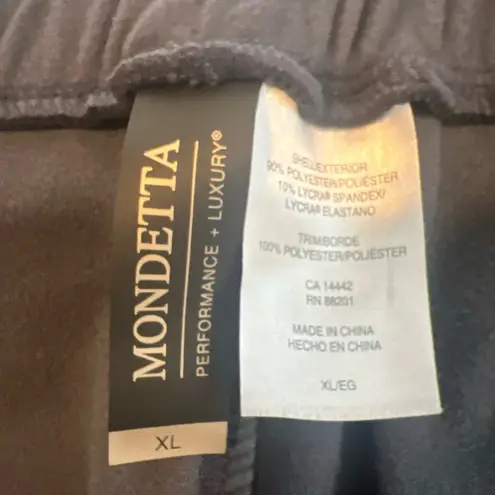 MONDETTA
PERFORMANCE + LUXURY®
XL
SHELL/EXTERIOR
90% POLYESTER/POLIÉSTER
10% LYCRA® SPANDEX/
LYCRA® ELASTANO
TRIM/BORDE
100% POLYESTER/POLIÉSTER
CA 14442
RN 88201
MADE IN CHINA
HECHO EN CHINA
XL/EG